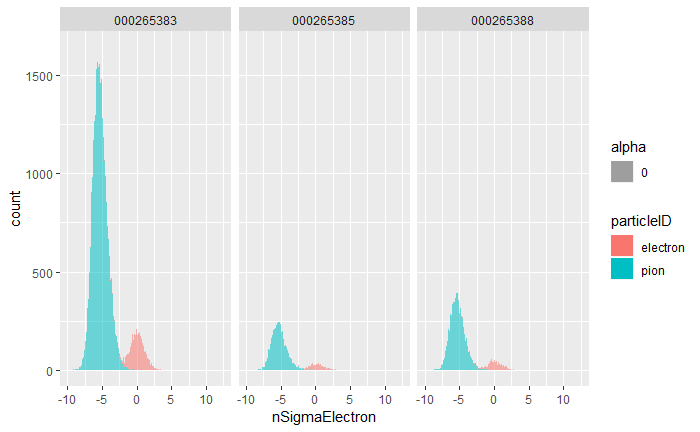 000265383 000265385 000265388
1500
1000
500
0
count
-10 -5 0 5 10 -10 -5 0 5 10 -10 -5 0 5 10
nSigmaElectron
alpha
0
particleID
electron
pion